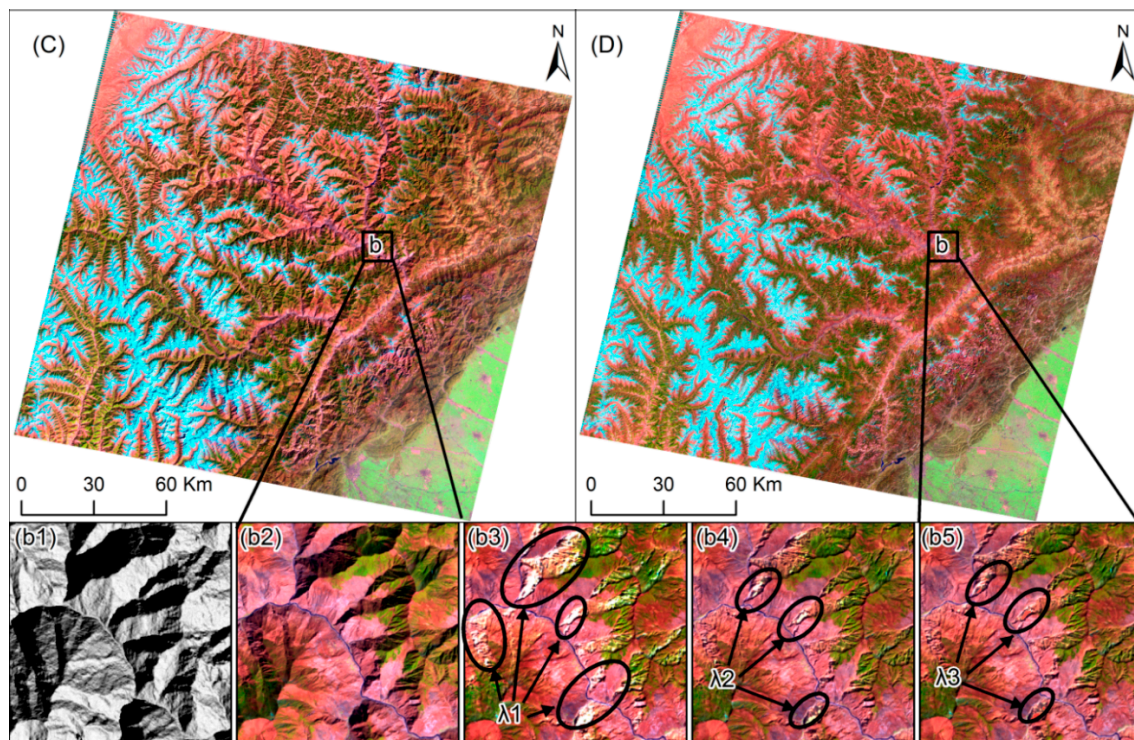 (C)
N
b
0 30 60 Km
(D)
N
b
0 30 60 Km
(b1)
(b2)
(b3)
λ1
(b4)
λ2
(b5)
λ3